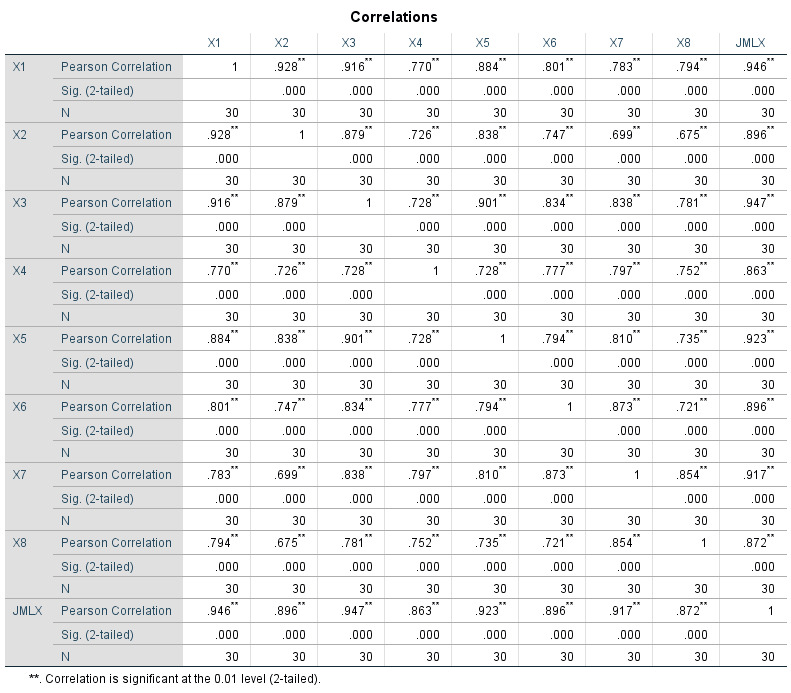 Correlations
X1 X2 X3 X4 X5 X6 X7 X8 JMLX
X1 Pearson Correlation 1 .928** .916** .770** .884** .801** .783** .794** .946**
Sig. (2-tailed) .000 .000 .000 .000 .000 .000 .000 .000
N 30 30 30 30 30 30 30 30 30
X2 Pearson Correlation .928** 1 .879** .726** .838** .747** .699** .675** .896**
Sig. (2-tailed) .000 .000 .000 .000 .000 .000 .000 .000
N 30 30 30 30 30 30 30 30 30
X3 Pearson Correlation .916** .879** 1 .728** .901** .834** .838** .781** .947**
Sig. (2-tailed) .000 .000 .000 .000 .000 .000 .000 .000
N 30 30 30 30 30 30 30 30 30
X4 Pearson Correlation .770** .726** .728** 1 .728** .777** .797** .752** .863**
Sig. (2-tailed) .000 .000 .000 .000 .000 .000 .000 .000
N 30 30 30 30 30 30 30 30 30
X5 Pearson Correlation .884** .838** .901** .728** 1 .794** .810** .735** .923**
Sig. (2-tailed) .000 .000 .000 .000 .000 .000 .000 .000
N 30 30 30 30 30 30 30 30 30
X6 Pearson Correlation .801** .747** .834** .777** .794** 1 .873** .721** .896**
Sig. (2-tailed) .000 .000 .000 .000 .000 .000 .000 .000
N 30 30 30 30 30 30 30 30 30
X7 Pearson Correlation .783** .699** .838** .797** .810** .873** 1 .854** .917**
Sig. (2-tailed) .000 .000 .000 .000 .000 .000 .000 .000
N 30 30 30 30 30 30 30 30 30
X8 Pearson Correlation .794** .675** .781** .752** .735** .721** .854** 1 .872**
Sig. (2-tailed) .000 .000 .000 .000 .000 .000 .000 .000
N 30 30 30 30 30 30 30 30 30
JMLX Pearson Correlation .946** .896** .947** .863** .923** .896** .917** .872** 1
Sig. (2-tailed) .000 .000 .000 .000 .000 .000 .000 .000
N 30 30 30 30 30 30 30 30 30
**. Correlation is significant at the 0.01 level (2-tailed).